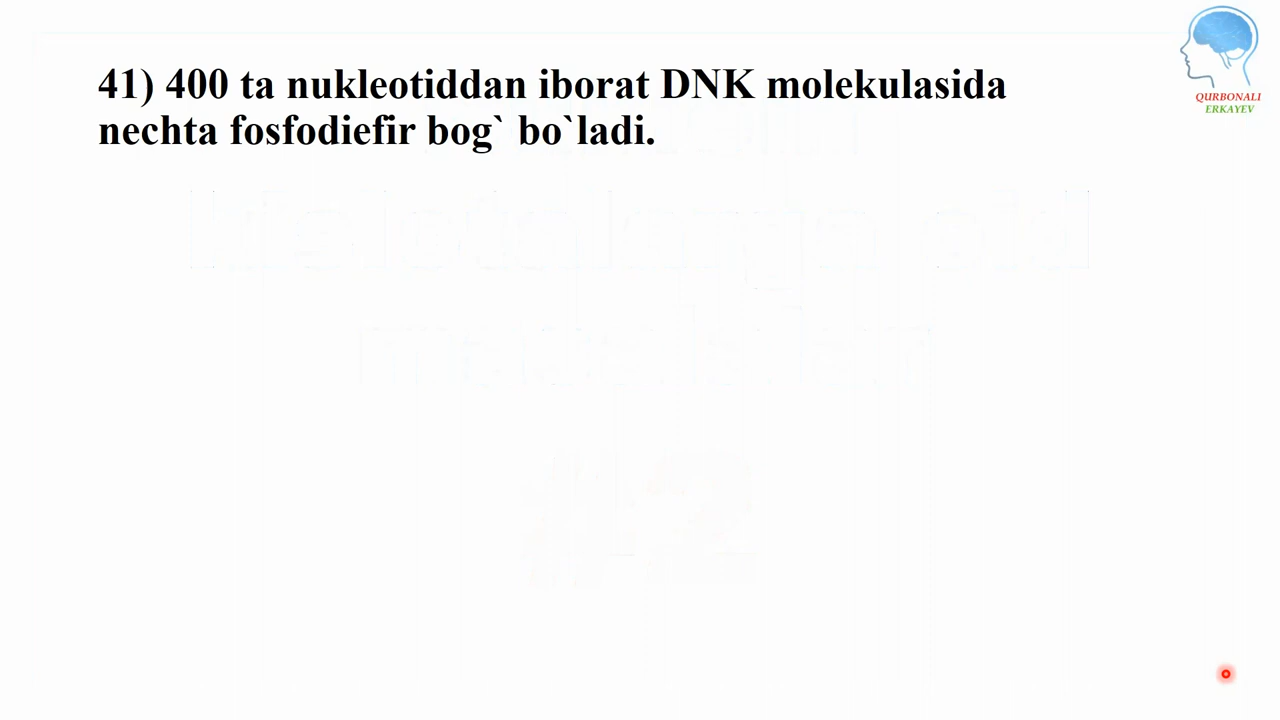 41) 400 ta nukleotiddan iborat DNK molekulasida
nechta fosfodiefir bog` bo`ladi.
QURBONALI
ERKAYEV